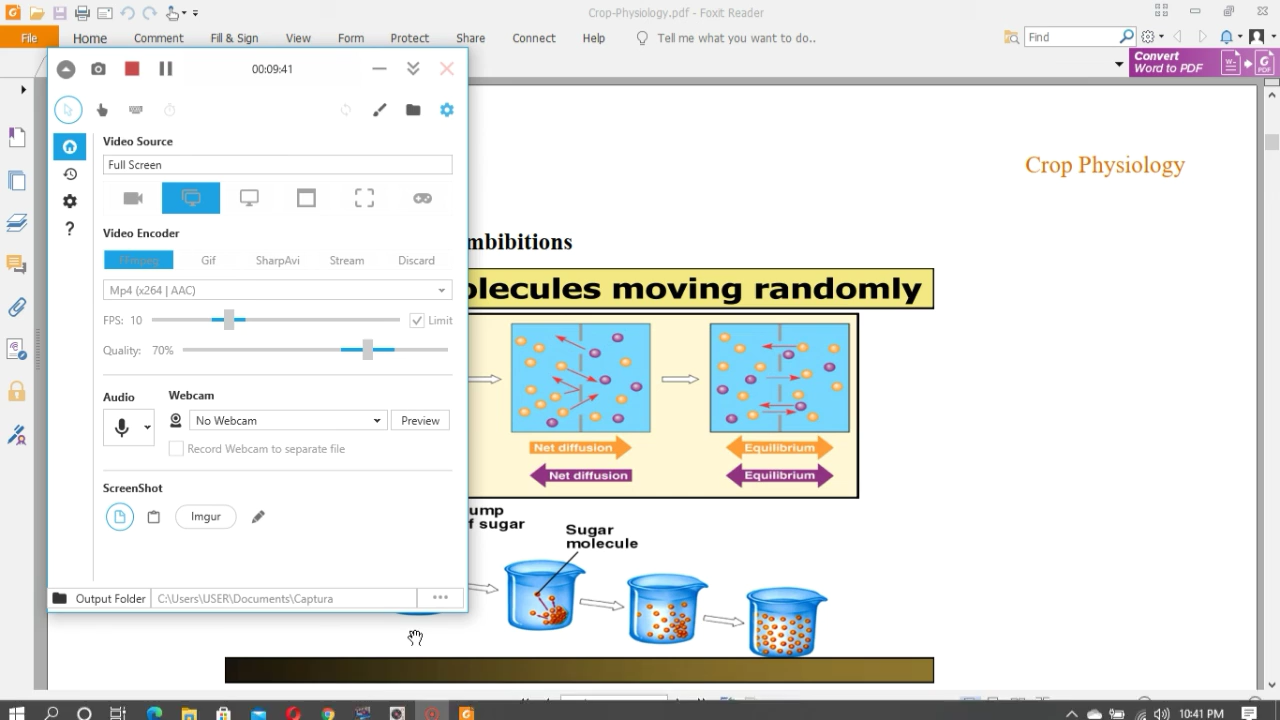 Crop-Physiology.pdf - Foxit Reader
File Home Comment Fill & Sign View Form Protect Share Connect Help Tell me what you want to do.. Find
Convert
Word to PDF
00:09:41
Video Source
Full Screen
Video Encoder
FFmpeg Gif SharpAvi Stream Discard
Mp4 (x264 | AAC)
FPS: 10 Limit
Quality: 70%
Audio Webcam
No Webcam Preview
Record Webcam to separate file
ScreenShot
Imgur
Output Folder C:\Users\USER\Documents\Captura ...
Crop Physiology
mbibitions
olecules moving randomly
Net diffusion Equilibrium
Net diffusion Equilibrium
ump
f sugar
Sugar
molecule
10:41 PM